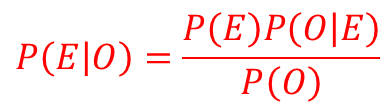 P(E|O) = P(E)P(O|E) / P(O)